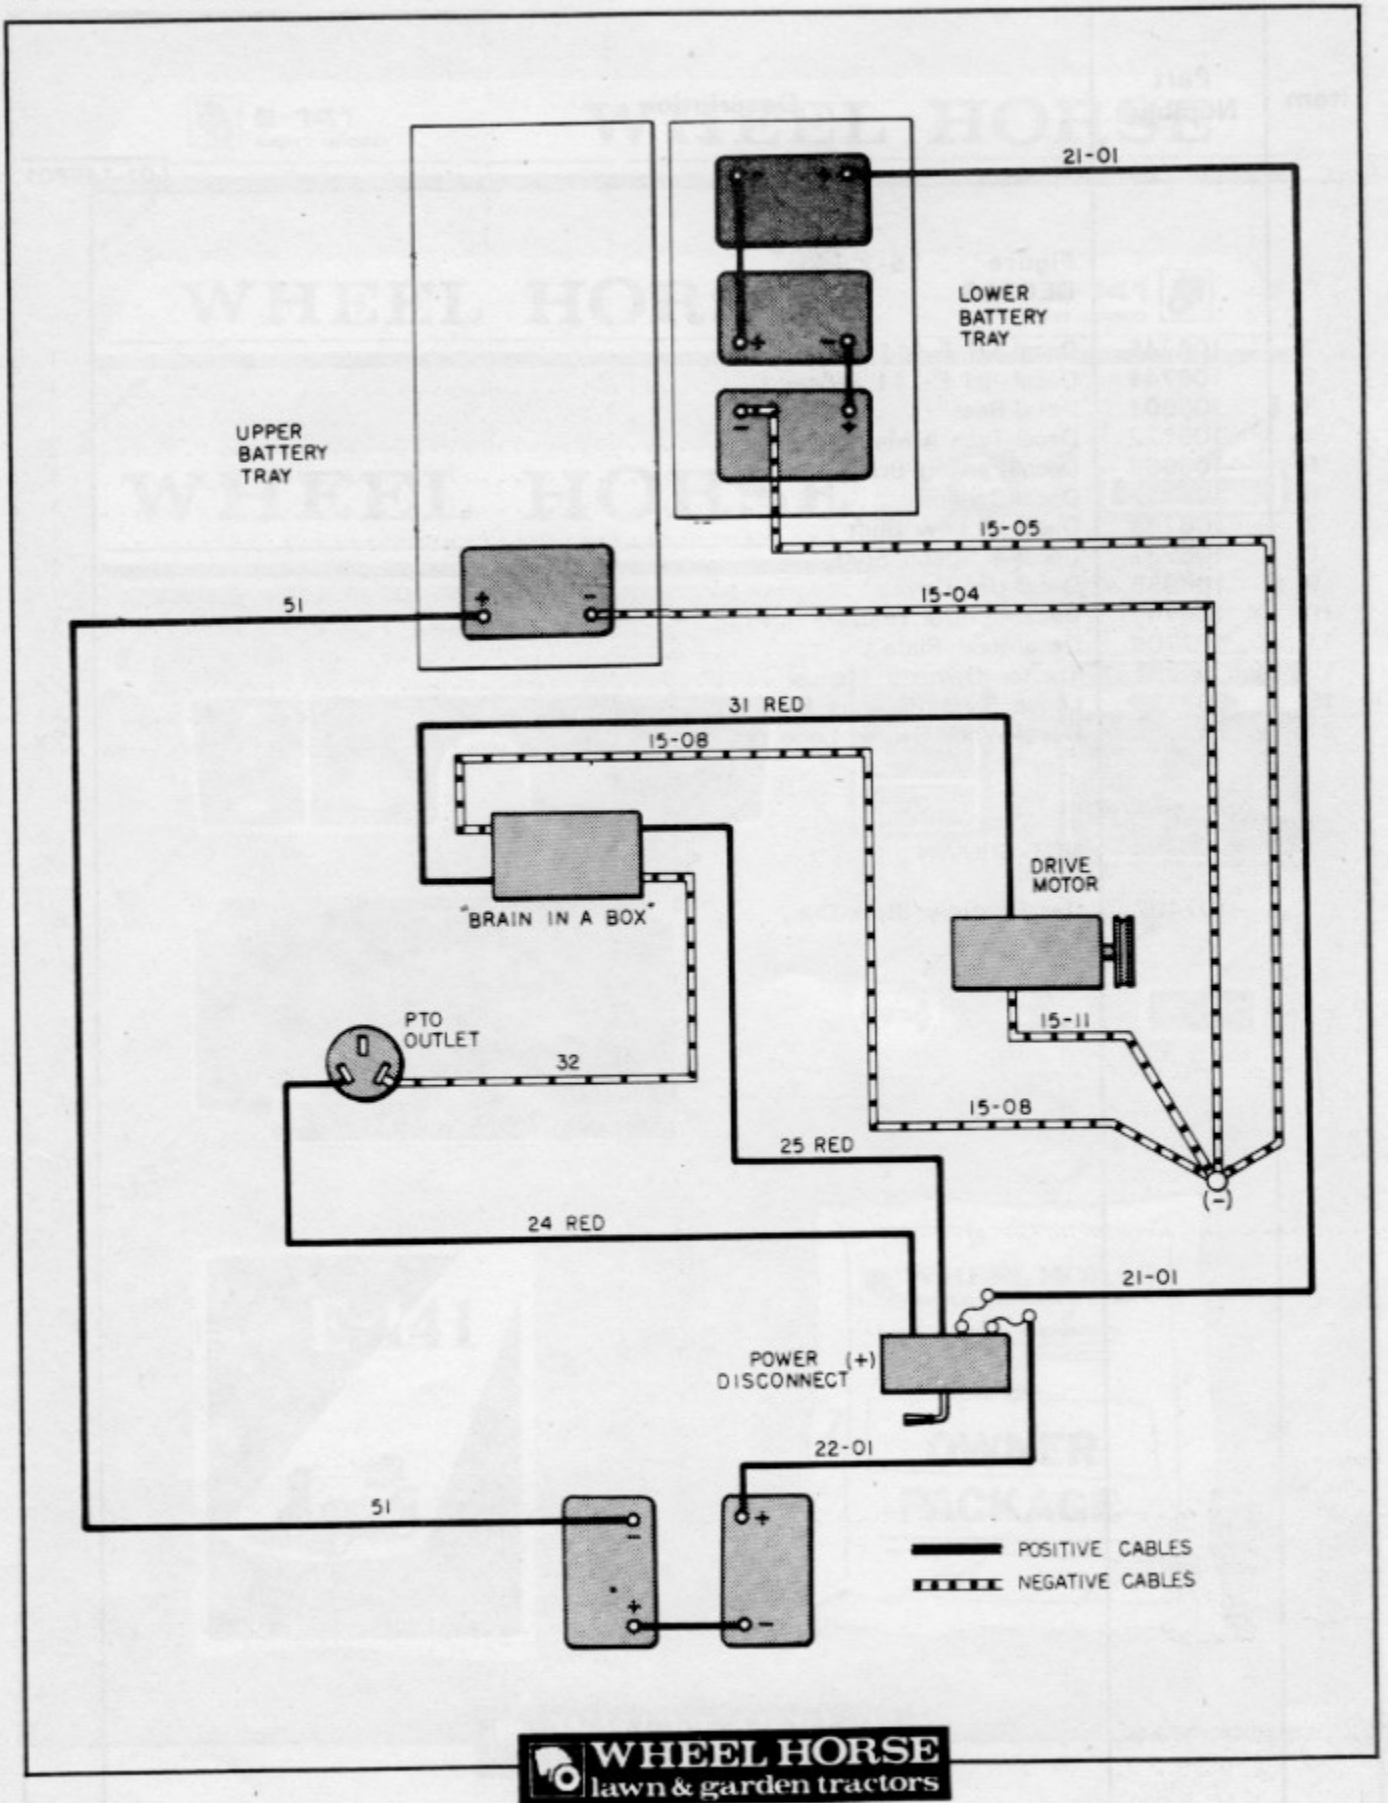 21-01
LOWER
BATTERY
TRAY
UPPER
BATTERY
TRAY
15-05
15-04
51
31 RED
15-08
"BRAIN IN A BOX"
DRIVE
MOTOR
PTO
OUTLET
32
15-11
15-08
25 RED
(-)
24 RED
21-01
POWER (+)
DISCONNECT
22-01
51
POSITIVE CABLES
NEGATIVE CABLES
WHEEL HORSE
lawn & garden tractors